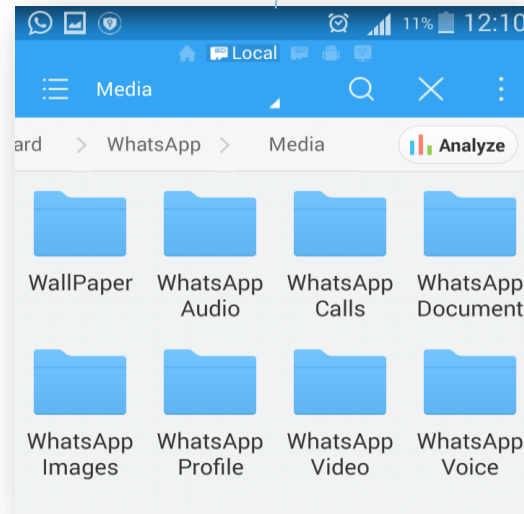 11% 12:10
Local
Media
ard > WhatsApp > Media Analyze
WallPaper WhatsApp Audio WhatsApp Calls WhatsApp Document
WhatsApp Images WhatsApp Profile WhatsApp Video WhatsApp Voice